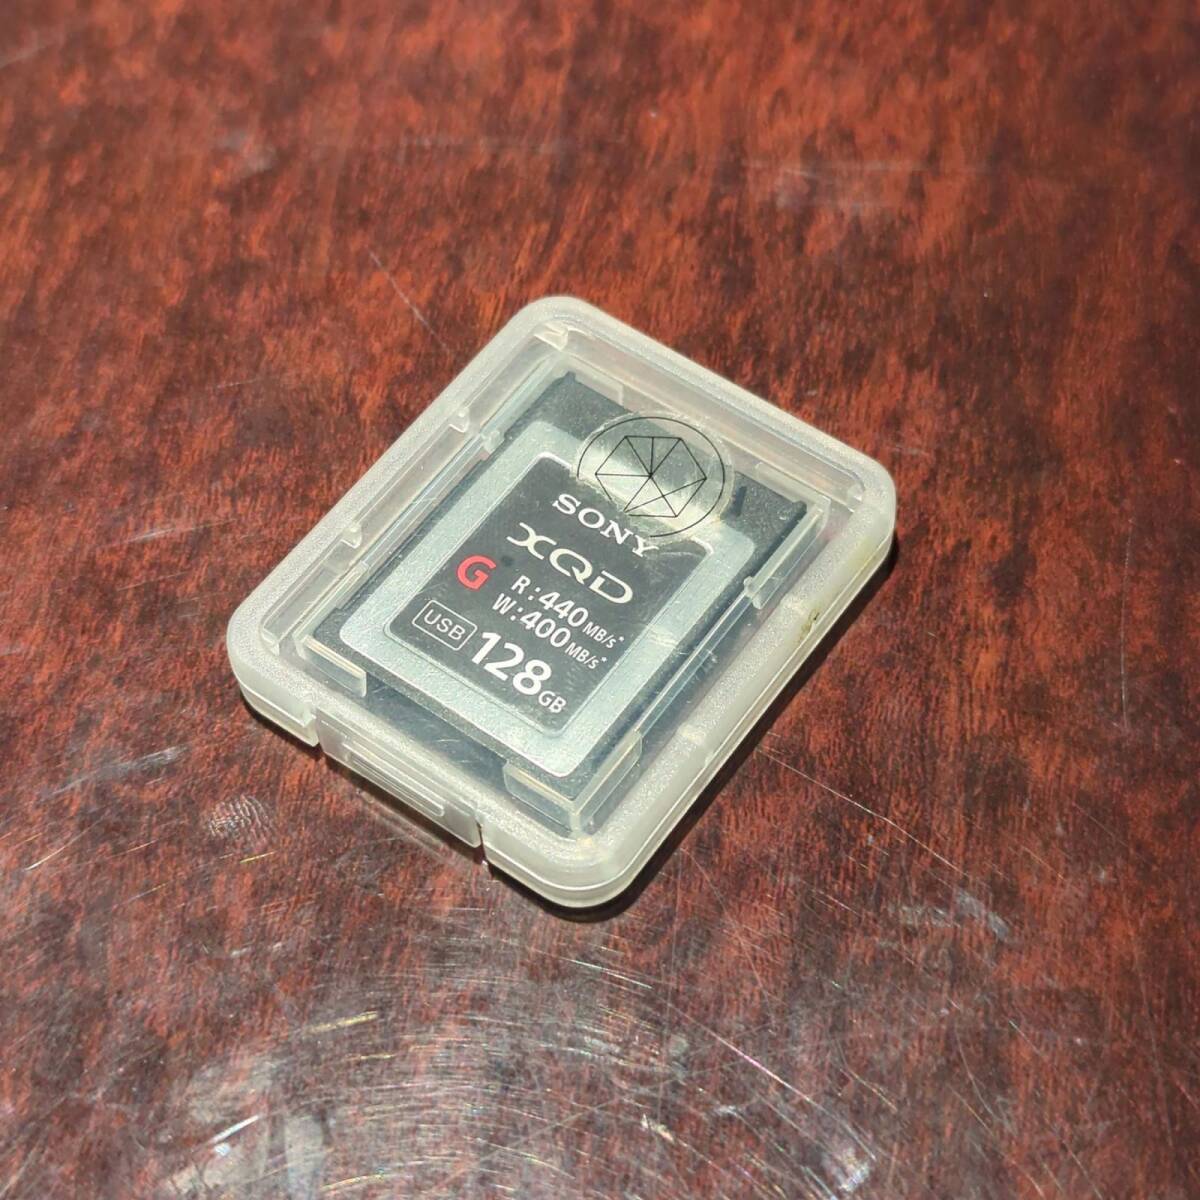 SONY
XQD
G R:440MB/s*
W:400MB/s*
USB 128GB